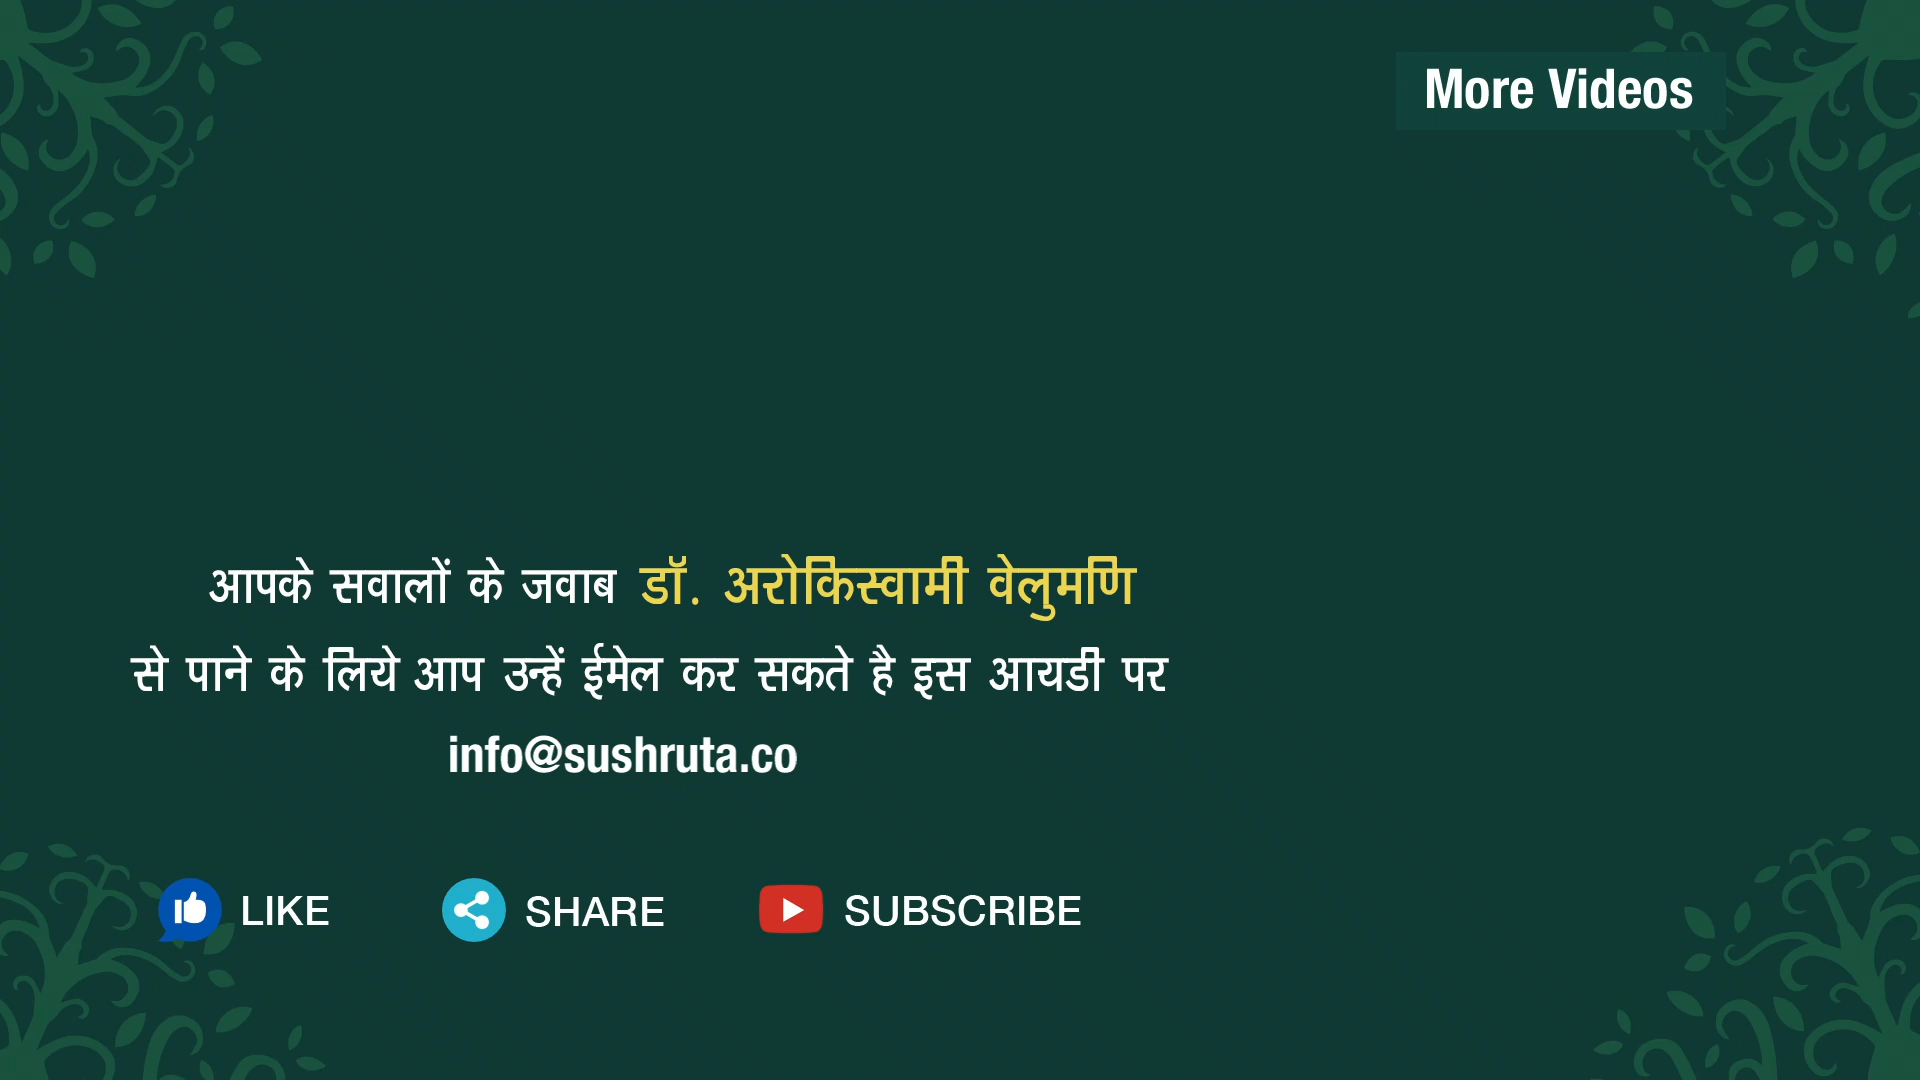 More Videos
आपके सवालों के जवाब डॉ. अरोकिस्वामी वेलुमणि
से पाने के लिये आप उन्हें ईमेल कर सकते है इस आयडी पर
info@sushruta.co
LIKE SHARE SUBSCRIBE